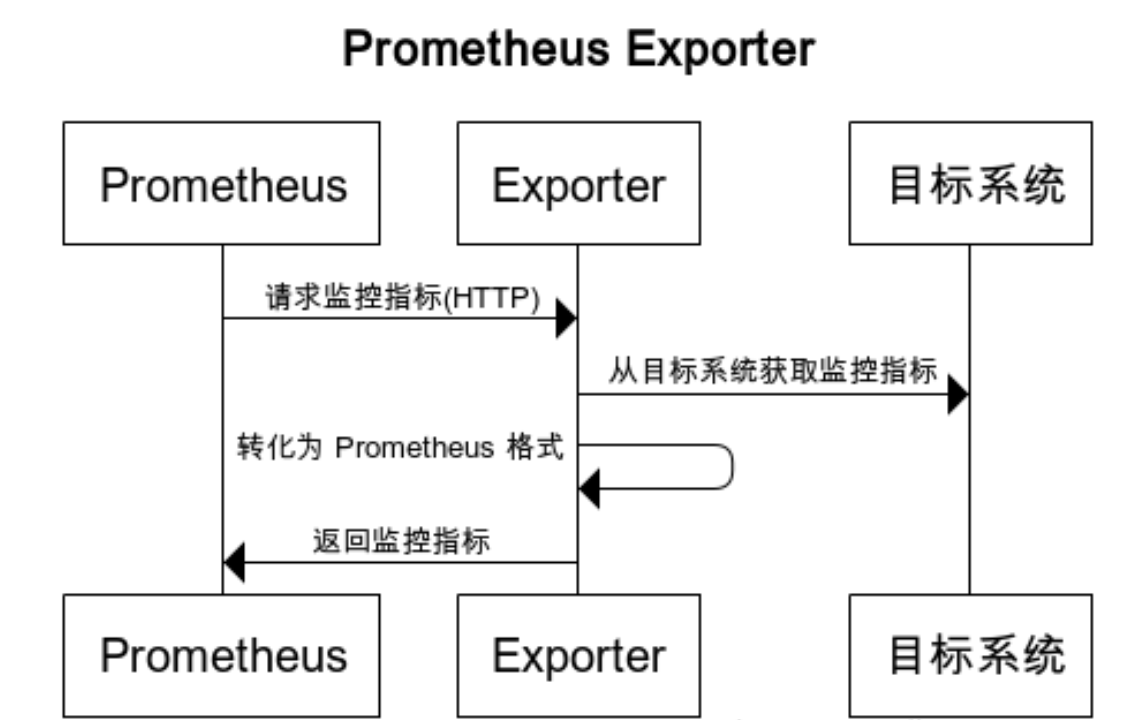 Prometheus Exporter
Prometheus
Exporter
目标系统
请求监控指标(HTTP)
从目标系统获取监控指标
转化为 Prometheus 格式
返回监控指标
Prometheus
Exporter
目标系统